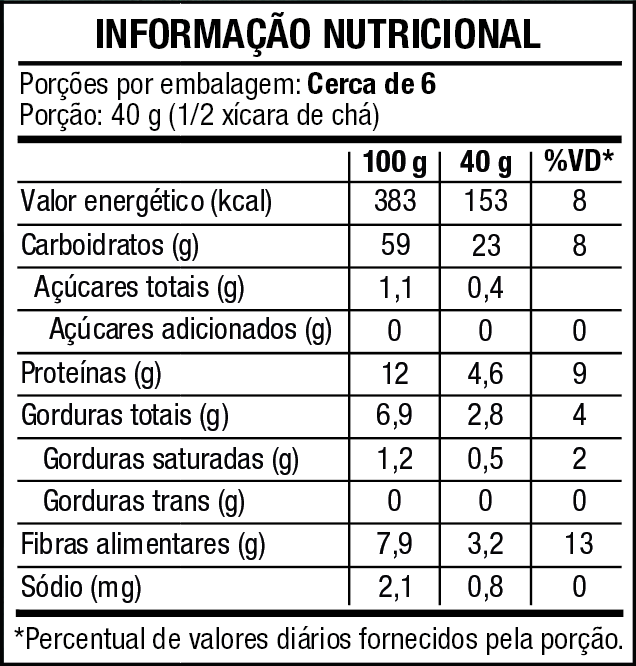 INFORMAÇÃO NUTRICIONAL
Porções por embalagem: Cerca de 6
Porção: 40 g (1/2 xícara de chá)
100 g 40 g %VD*
Valor energético (kcal) 383 153 8
Carboidratos (g) 59 23 8
Açúcares totais (g) 1,1 0,4
Açúcares adicionados (g) 0 0 0
Proteínas (g) 12 4,6 9
Gorduras totais (g) 6,9 2,8 4
Gorduras saturadas (g) 1,2 0,5 2
Gorduras trans (g) 0 0 0
Fibras alimentares (g) 7,9 3,2 13
Sódio (mg) 2,1 0,8 0
*Percentual de valores diários fornecidos pela porção.